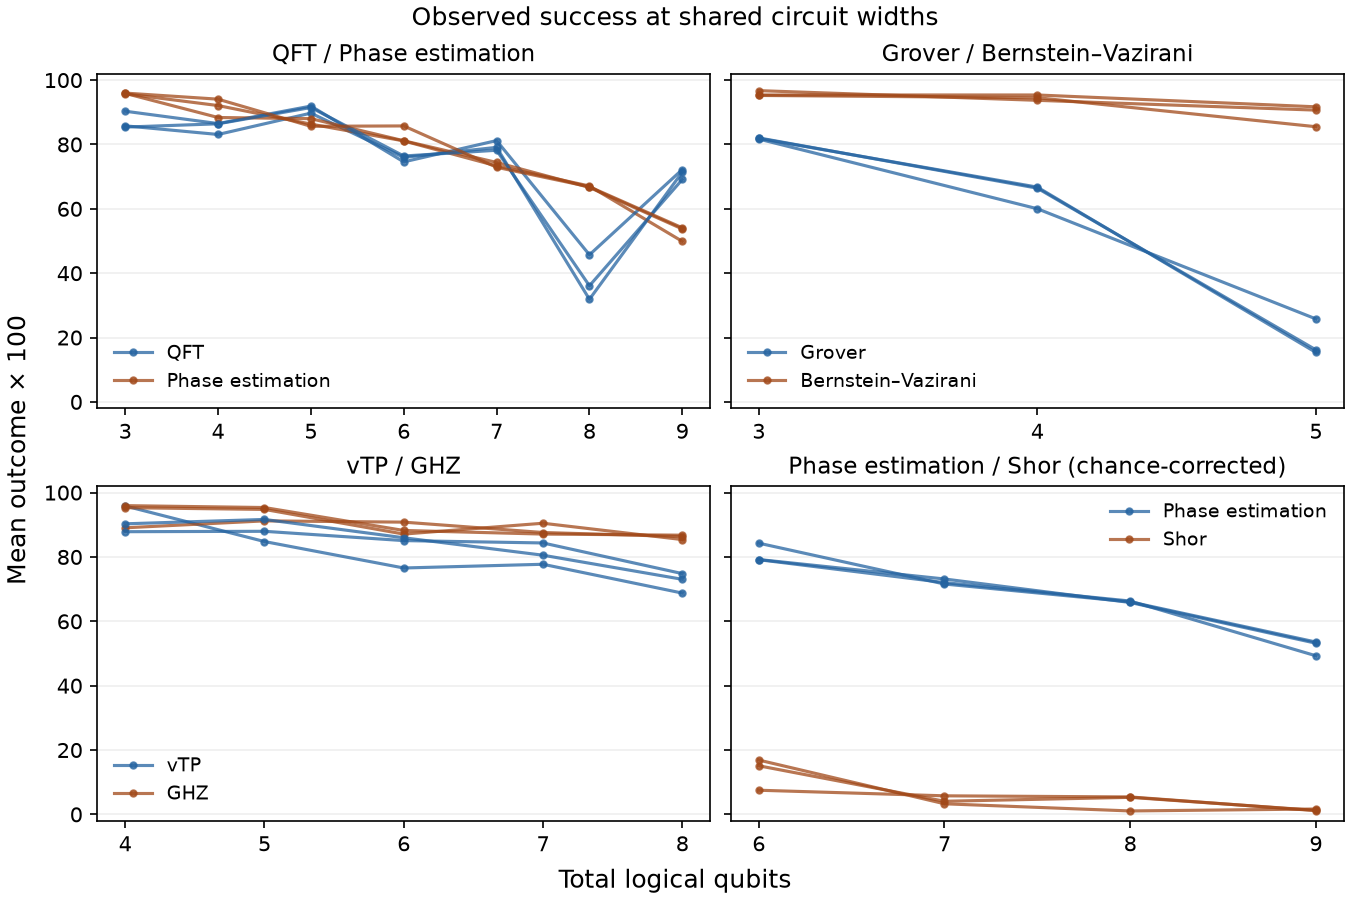 Observed success at shared circuit widths
QFT / Phase estimation
100
80
60
40
20
0
QFT
Phase estimation
3 4 5 6 7 8 9
Grover / Bernstein–Vazirani
Grover
Bernstein–Vazirani
3 4 5
Mean outcome × 100
vTP / GHZ
100
80
60
40
20
0
vTP
GHZ
4 5 6 7 8
Phase estimation / Shor (chance-corrected)
Phase estimation
Shor
6 7 8 9
Total logical qubits